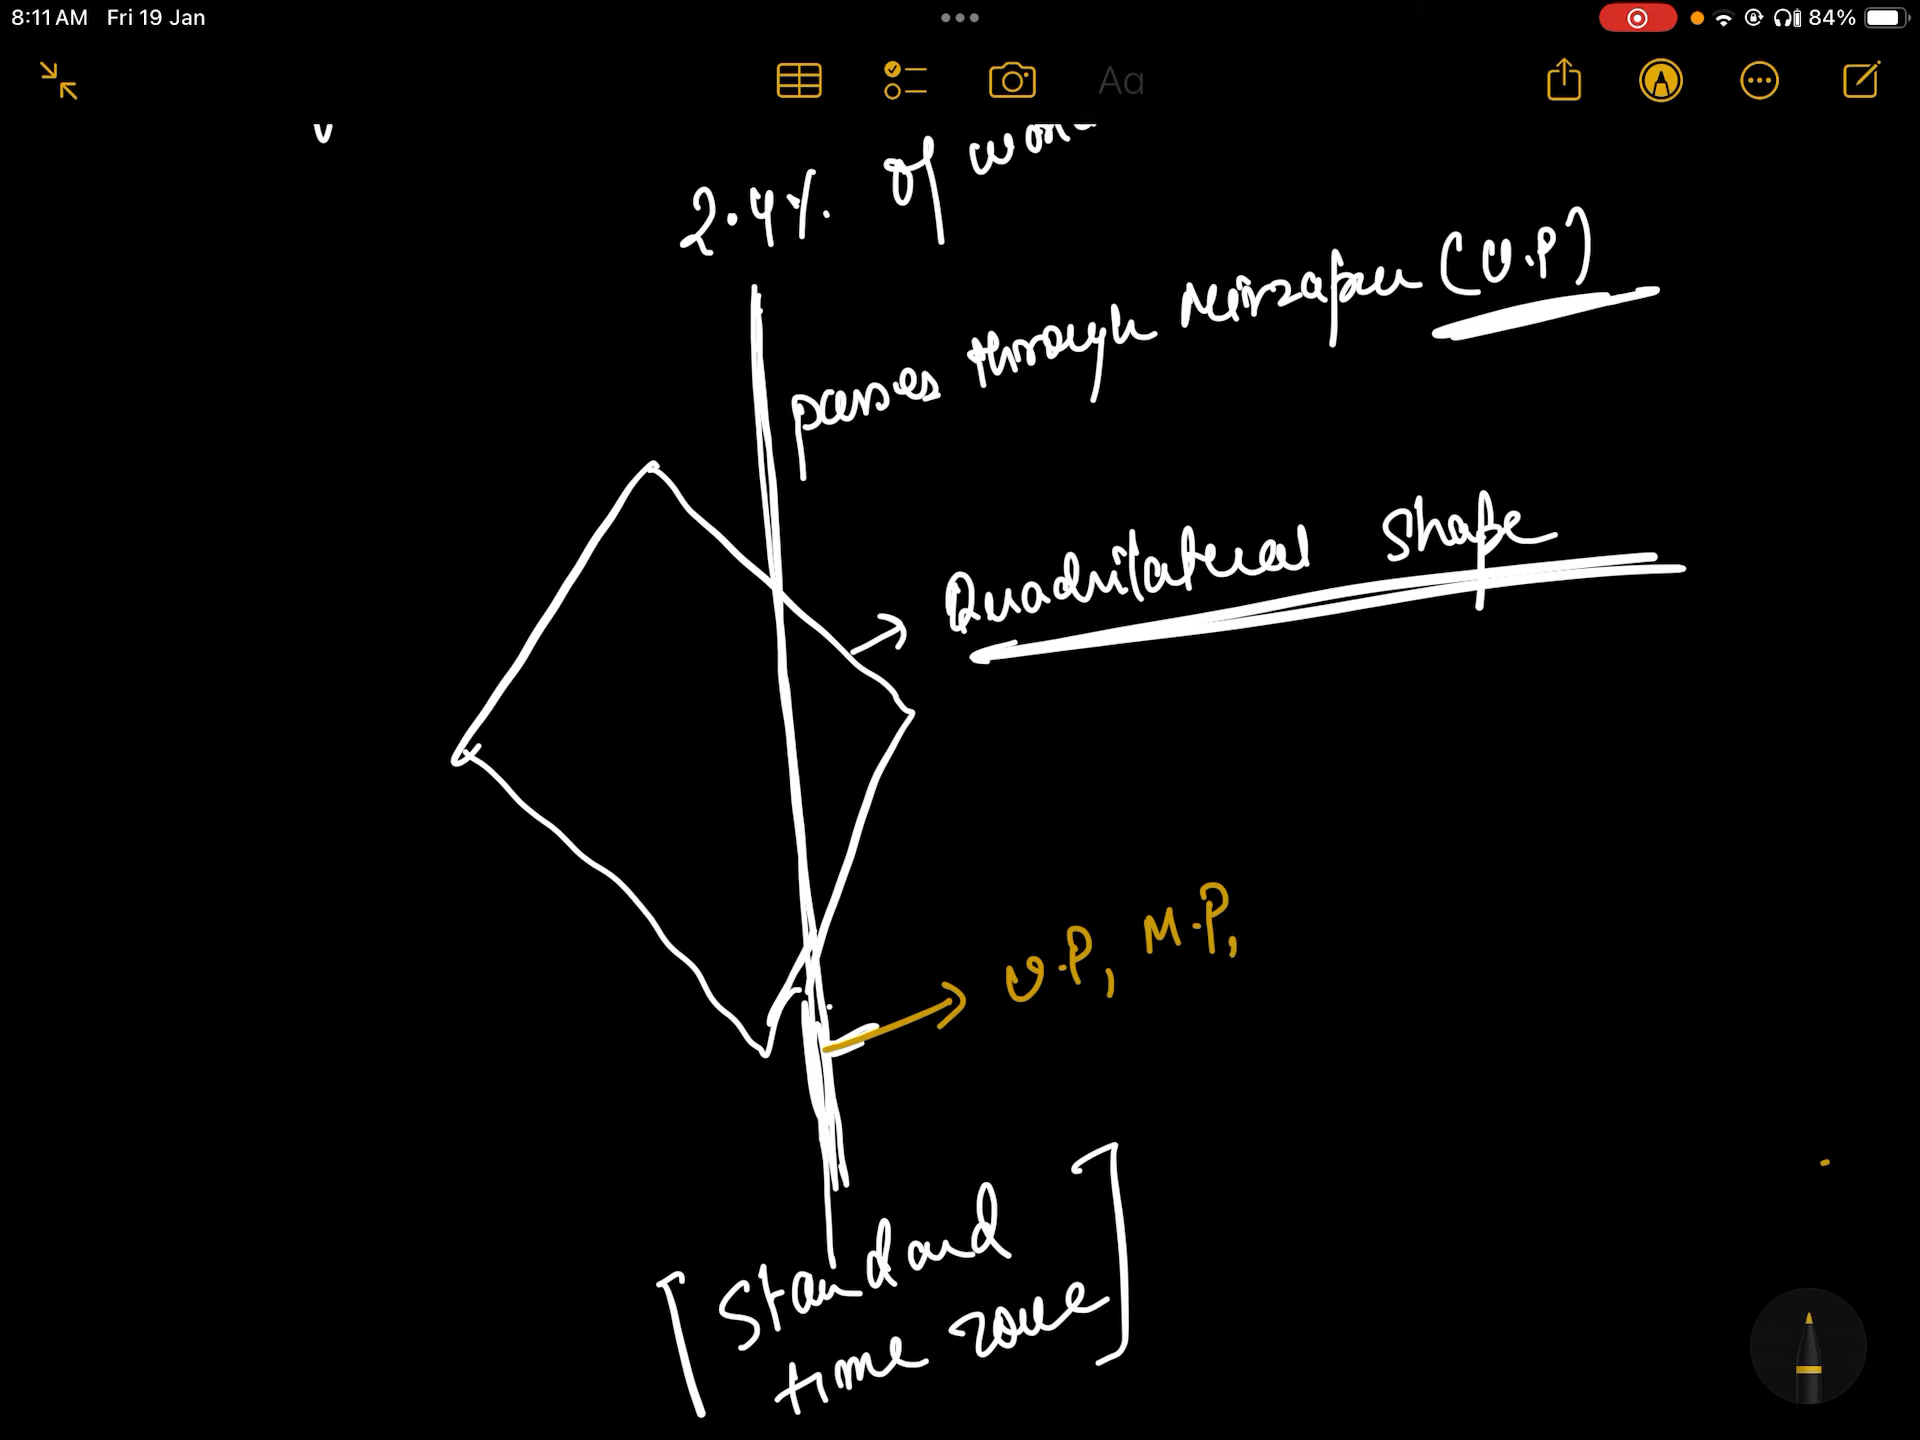 8:11 AM Fri 19 Jan
84%
Aa
2.4% of
passes through Mirzapur (U.P)
Quadrilateral Shape
U.P, M.P,
[Standard
time zone]